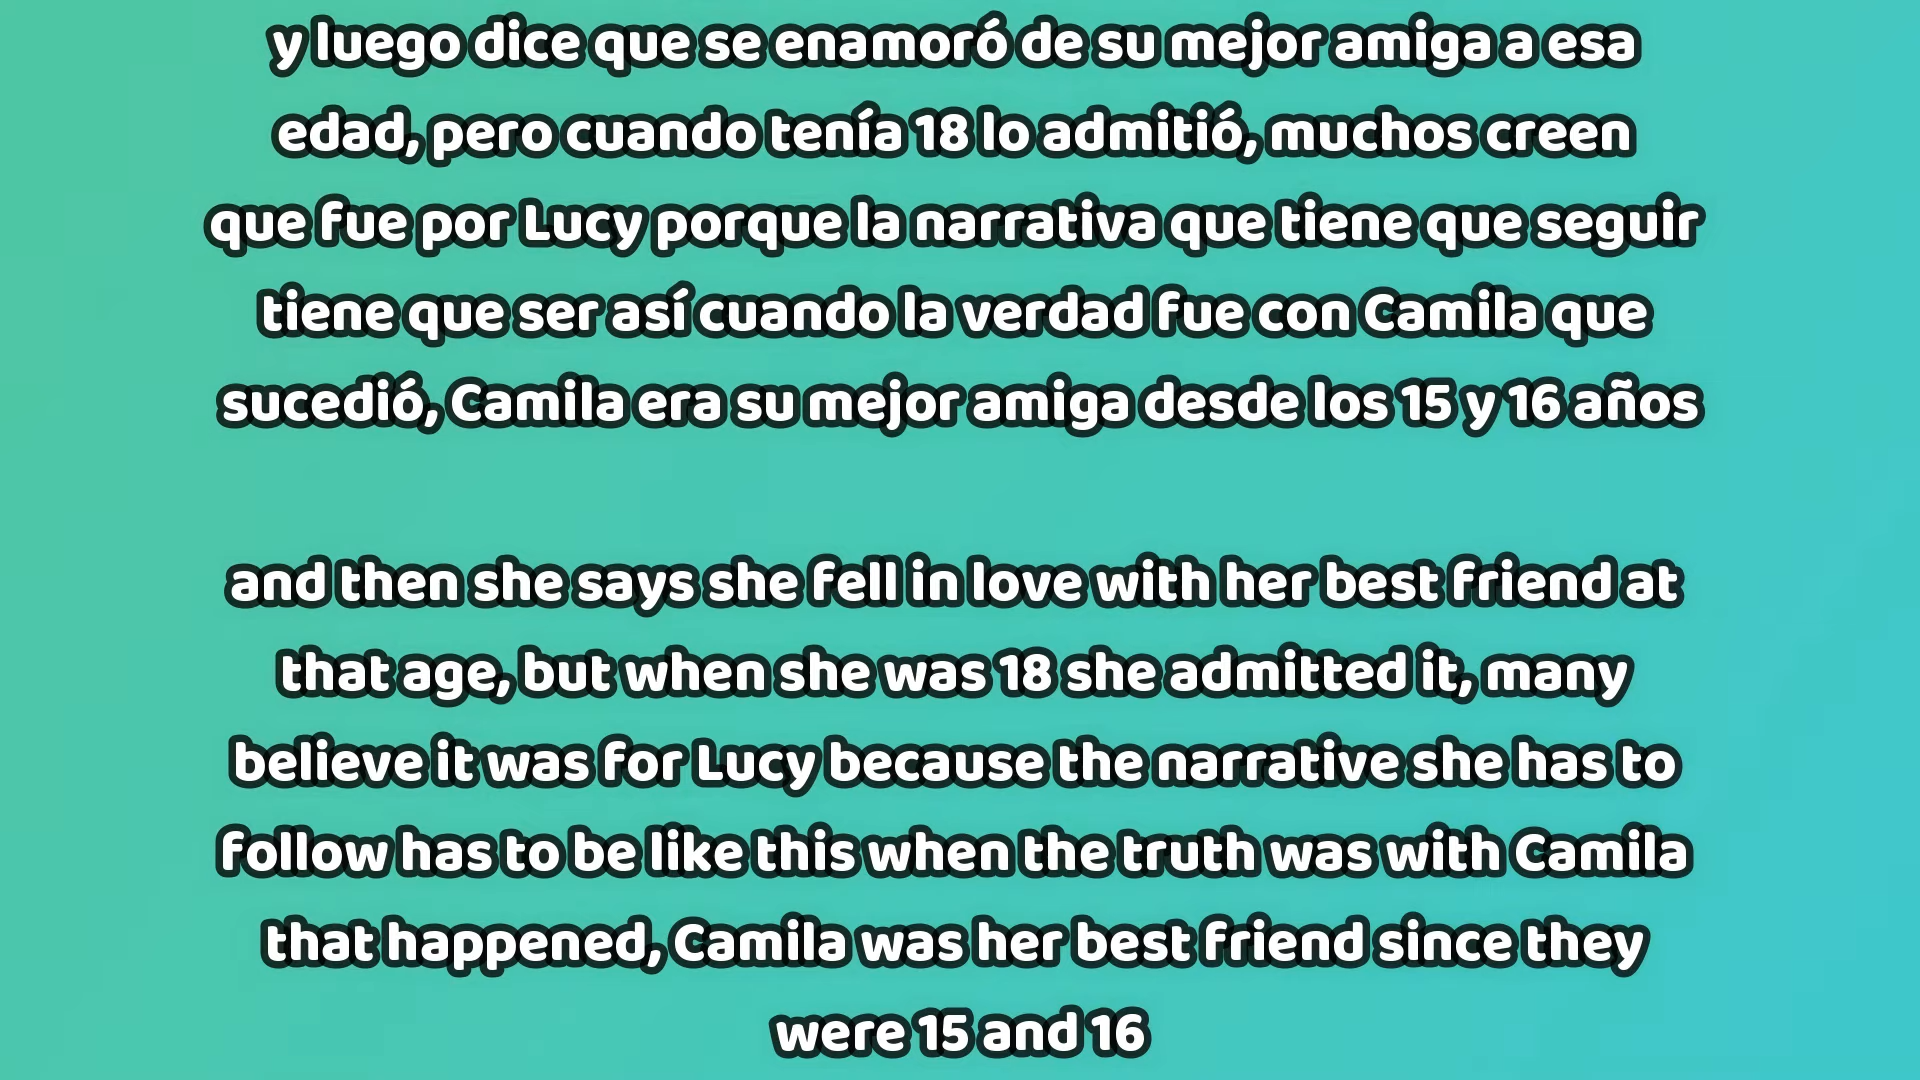 y luego dice que se enamoró de su mejor amiga a esa
edad, pero cuando tenía 18 lo admitió, muchos creen
que fue por Lucy porque la narrativa que tiene que seguir
tiene que ser así cuando la verdad fue con Camila que
sucedió, Camila era su mejor amiga desde los 15 y 16 años
and then she says she fell in love with her best friend at
that age, but when she was 18 she admitted it, many
believe it was for Lucy because the narrative she has to
follow has to be like this when the truth was with Camila
that happened, Camila was her best friend since they
were 15 and 16